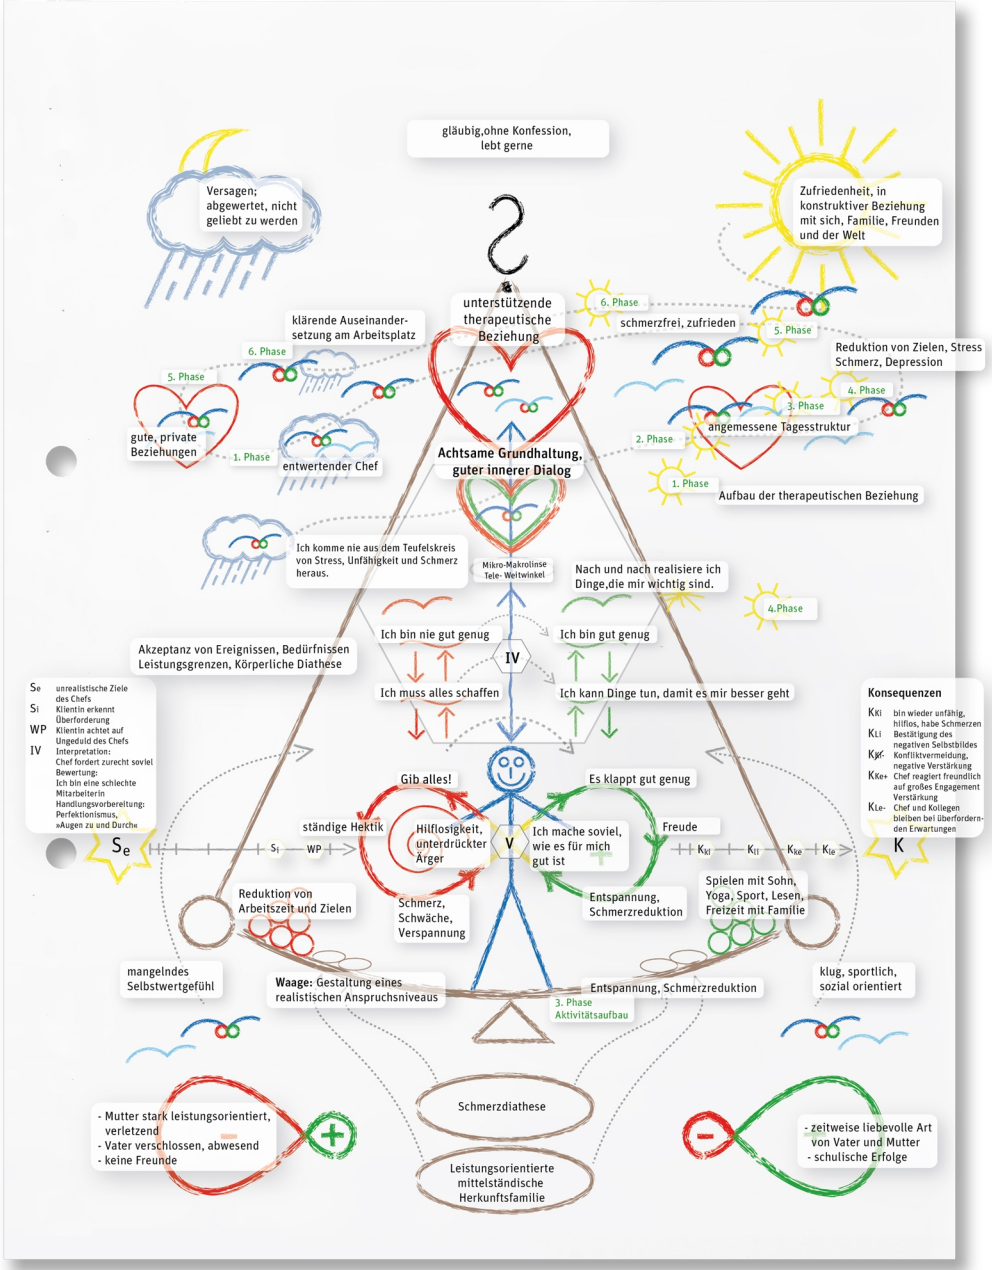 gläubig,ohne Konfession,
lebt gerne
Versagen;
abgewertet, nicht
geliebt zu werden
Zufriedenheit, in
konstruktiver Beziehung
mit sich, Familie, Freunden
und der Welt
unterstützende
therapeutische
Beziehung
6. Phase
schmerzfrei, zufrieden
5. Phase
klärende Auseinander-
setzung am Arbeitsplatz
6. Phase
5. Phase
Reduktion von Zielen, Stress
Schmerz, Depression
4. Phase
3. Phase
angemessene Tagesstruktur
2. Phase
gute, private
Beziehungen
1. Phase
entwertender Chef
Achtsame Grundhaltung,
guter innerer Dialog
1. Phase
Aufbau der therapeutischen Beziehung
Ich komme nie aus dem Teufelskreis
von Stress, Unfähigkeit und Schmerz
heraus.
Mikro-Makrolinse
Tele- Weitwinkel
Nach und nach realisiere ich
Dinge,die mir wichtig sind.
4.Phase
Ich bin nie gut genug
Ich bin gut genug
IV
Akzeptanz von Ereignissen, Bedürfnissen
Leistungsgrenzen, Körperliche Diathese
Ich muss alles schaffen
Ich kann Dinge tun, damit es mir besser geht
Se unrealistische Ziele
des Chefs
Si Klientin erkennt
Überforderung
WP Klientin achtet auf
Ungeduld des Chefs
IV Interpretation:
Chef fordert zurecht soviel
Bewertung:
Ich bin eine schlechte
Mitarbeiterin
Handlungsvorbereitung:
Perfektionismus,
»Augen zu und Durch«
Konsequenzen
KKi bin wieder unfähig,
hilflos, habe Schmerzen
KLi Bestätigung des
negativen Selbstbildes
Konfliktvermeidung,
negative Verstärkung
KKe+ Chef reagiert freundlich
auf großes Engagement
Verstärkung
KLe- Chef und Kollegen
bleiben bei überfordern-
den Erwartungen
Gib alles!
Es klappt gut genug
ständige Hektik
Hilflosigkeit,
unterdrückter
Ärger
V
Ich mache soviel,
wie es für mich
gut ist
Freude
Se
Si
WP
Kki
Kli
Kke
Kle
K
Schmerz,
Schwäche,
Verspannung
Entspannung,
Schmerzreduktion
Reduktion von
Arbeitszeit und Zielen
Spielen mit Sohn,
Yoga, Sport, Lesen,
Freizeit mit Familie
mangelndes
Selbstwertgefühl
Waage: Gestaltung eines
realistischen Anspruchsniveaus
Entspannung, Schmerzreduktion
3. Phase
Aktivitätsaufbau
klug, sportlich,
sozial orientiert
Schmerzdiathese
Leistungsorientierte
mittelständische
Herkunftsfamilie
- Mutter stark leistungsorientiert,
verletzend
- Vater verschlossen, abwesend
- keine Freunde
- zeitweise liebevolle Art
von Vater und Mutter
- schulische Erfolge